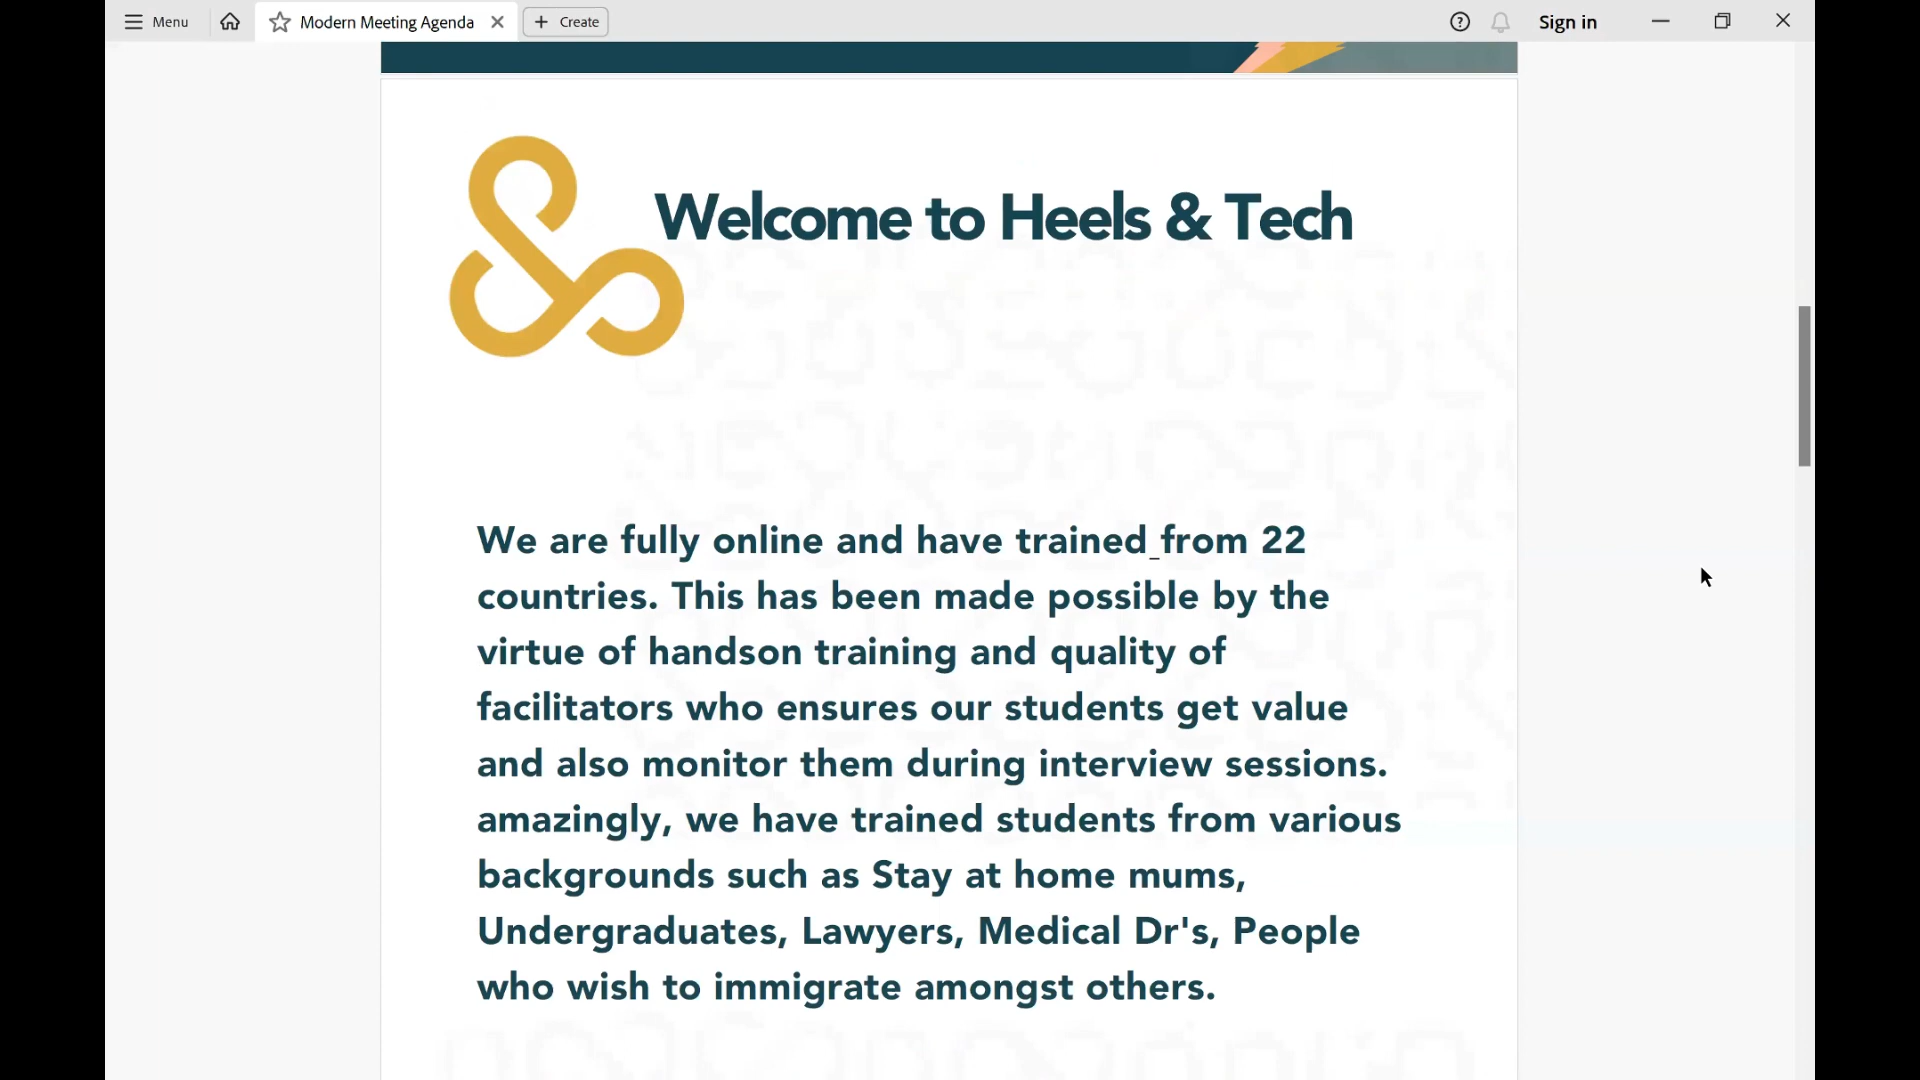 Menu
Modern Meeting Agenda
Create
Sign in
Welcome to Heels & Tech
We are fully online and have trained_from 22
countries. This has been made possible by the
virtue of handson training and quality of
facilitators who ensures our students get value
and also monitor them during interview sessions.
amazingly, we have trained students from various
backgrounds such as Stay at home mums,
Undergraduates, Lawyers, Medical Dr's, People
who wish to immigrate amongst others.